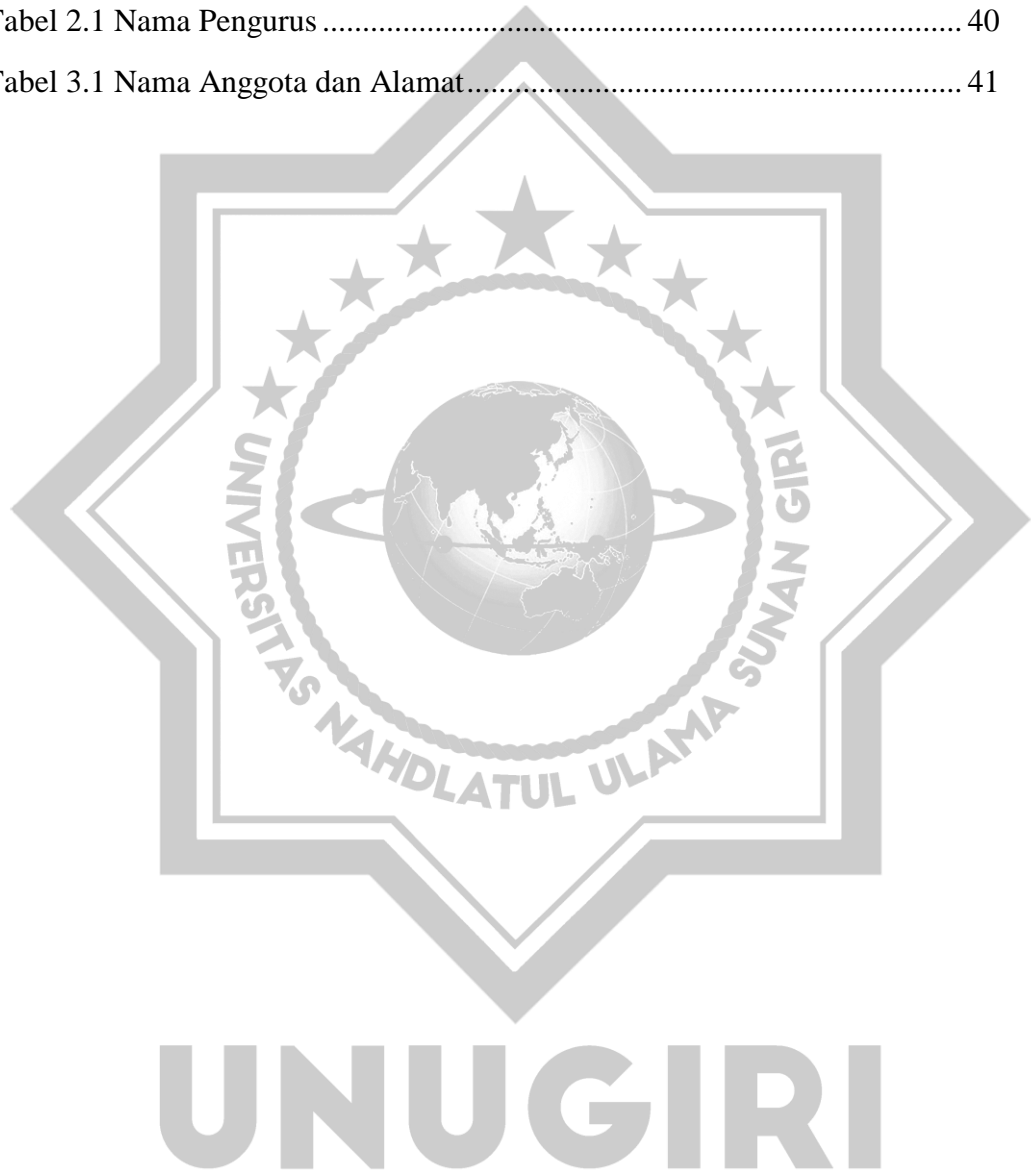 Tabel 2.1 Nama Pengurus ................................................................................ 40
Tabel 3.1 Nama Anggota dan Alamat.............................................................. 41
UNIVERSITAS NAHDLATUL ULAMA SUNAN GIRI
UNUGIRI